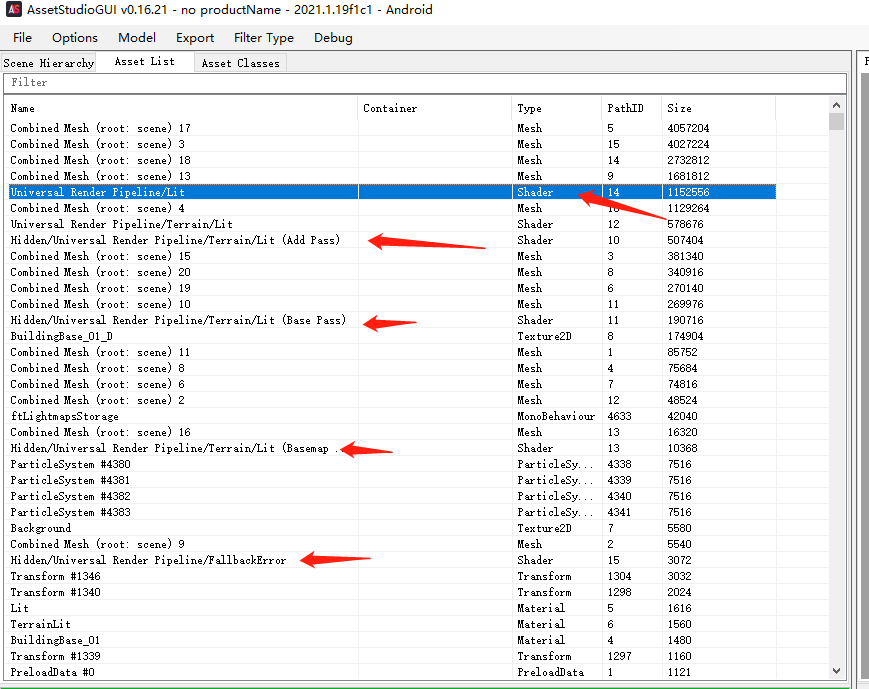 AssetStudioGUI v0.16.21 - no productName - 2021.1.19f1c1 - Android
File Options Model Export Filter Type Debug
Scene Hierarchy Asset List Asset Classes
Filter
Name Container Type PathID Size
Combined Mesh (root: scene) 17 Mesh 5 4057204
Combined Mesh (root: scene) 3 Mesh 15 4027224
Combined Mesh (root: scene) 18 Mesh 14 2732812
Combined Mesh (root: scene) 13 Mesh 9 1681812
Universal Render Pipeline/Lit Shader 14 1152556
Combined Mesh (root: scene) 4 Mesh 1129264
Universal Render Pipeline/Terrain/Lit Shader 12 578676
Hidden/Universal Render Pipeline/Terrain/Lit (Add Pass) Shader 10 507404
Combined Mesh (root: scene) 15 Mesh 3 381340
Combined Mesh (root: scene) 20 Mesh 8 340916
Combined Mesh (root: scene) 19 Mesh 6 270140
Combined Mesh (root: scene) 10 Mesh 11 269976
Hidden/Universal Render Pipeline/Terrain/Lit (Base Pass) Shader 11 190716
BuildingBase_01_D Texture2D 8 174904
Combined Mesh (root: scene) 11 Mesh 1 85752
Combined Mesh (root: scene) 8 Mesh 4 75684
Combined Mesh (root: scene) 6 Mesh 7 74816
Combined Mesh (root: scene) 2 Mesh 12 48524
ftLightmapsStorage MonoBehaviour 4633 42040
Combined Mesh (root: scene) 16 Mesh 13 16320
Hidden/Universal Render Pipeline/Terrain/Lit (Basemap . Shader 13 10368
ParticleSystem #4380 ParticleSy... 4338 7516
ParticleSystem #4381 ParticleSy... 4339 7516
ParticleSystem #4382 ParticleSy... 4340 7516
ParticleSystem #4383 ParticleSy... 4341 7516
Background Texture2D 7 5580
Combined Mesh (root: scene) 9 Mesh 2 5540
Hidden/Universal Render Pipeline/FallbackError Shader 15 3072
Transform #1346 Transform 1304 3032
Transform #1340 Transform 1298 2024
Lit Material 5 1616
TerrainLit Material 6 1560
BuildingBase_01 Material 4 1480
Transform #1339 Transform 1297 1160
PreloadData #0 PreloadData 1 1121